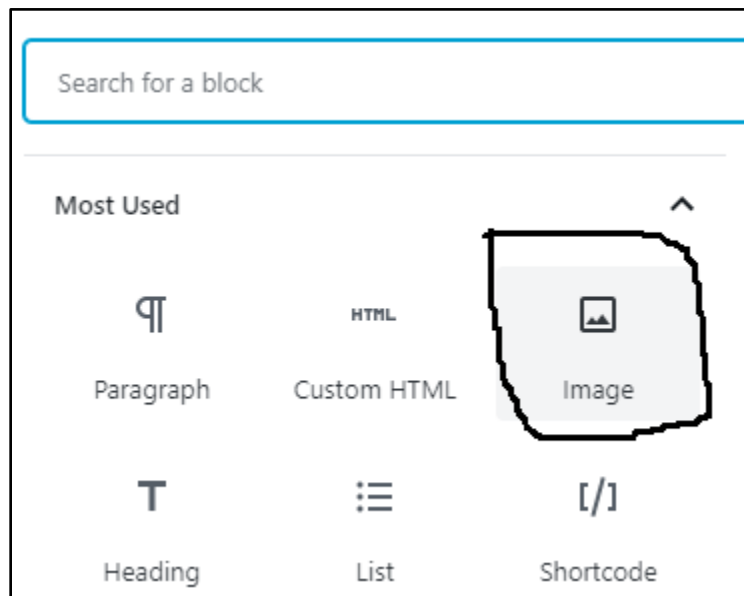 Search for a block
Most Used
HTML
Paragraph Custom HTML Image
T [/]
Heading List Shortcode